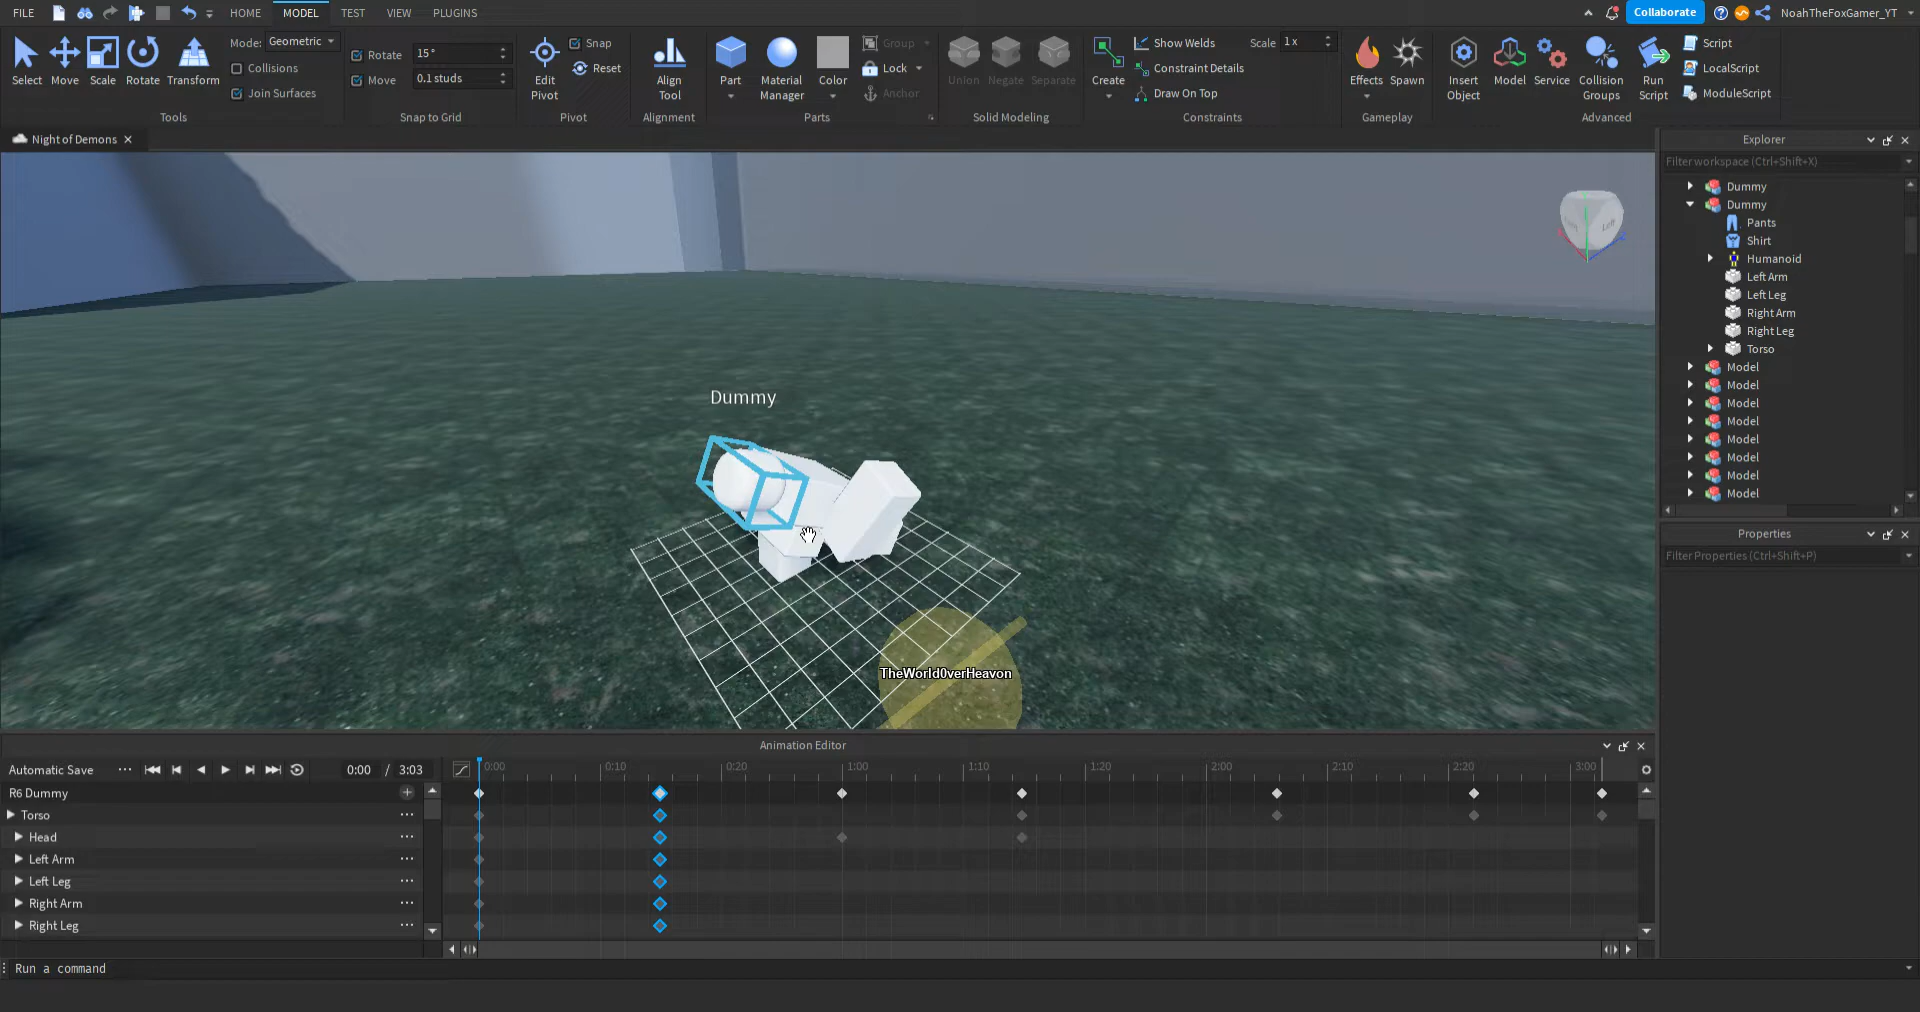 FILE HOME MODEL TEST VIEW PLUGINS Collaborate NoahTheFoxGamer_YT
Select Move Scale Rotate Transform
Mode: Geometric
Collisions
Join Surfaces
Tools
Rotate 15°
Move 0.1 studs
Snap to Grid
Edit Pivot
Snap
Reset
Pivot
Align Tool
Alignment
Part Material Manager Color
Group
Lock
Anchor
Parts
Union Negate Separate
Solid Modeling
Create
Show Welds Scale 1 x
Constraint Details
Draw On Top
Constraints
Effects Spawn
Gameplay
Insert Object Model Service Collision Groups Run Script
Script
LocalScript
ModuleScript
Advanced
Night of Demons
Left
Dummy
TheWorld0verHeavon
Explorer
Filter workspace (Ctrl+Shift+X)
Dummy
Dummy
Pants
Shirt
Humanoid
Left Arm
Left Leg
Right Arm
Right Leg
Torso
Model
Model
Model
Model
Model
Model
Model
Model
Properties
Filter Properties (Ctrl+Shift+P)
Animation Editor
Automatic Save 0:00 / 3:03 0:00 0:10 0:20 1:00 1:10 1:20 2:00 2:10 2:20 3:00
R6 Dummy
Torso
Head
Left Arm
Left Leg
Right Arm
Right Leg
Run a command